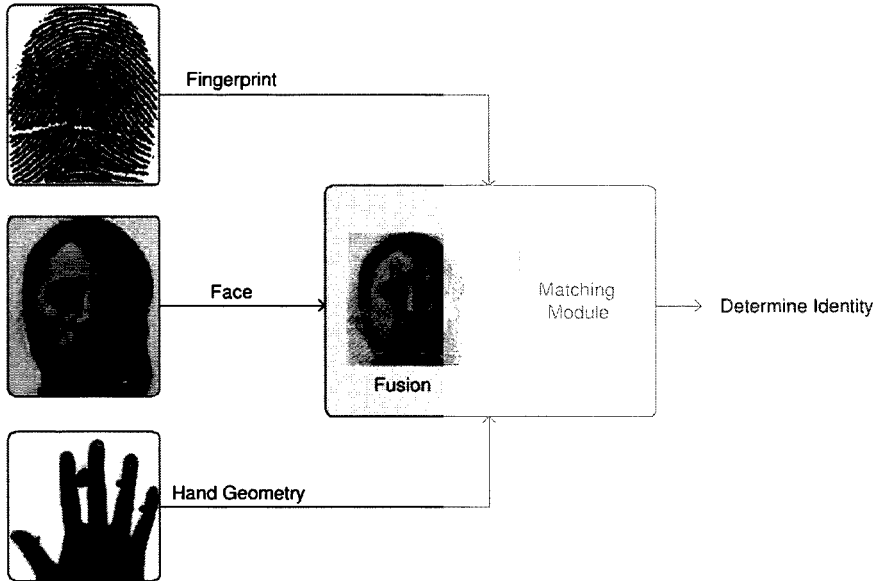 Fingerprint
Face
Matching
Module
Determine Identity
Fusion
Hand Geometry